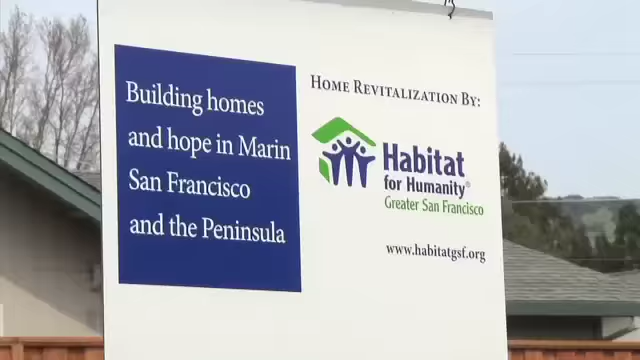 Building homes
and hope in Marin
San Francisco
and the Peninsula
Home Revitalization By:
Habitat
for Humanity®
Greater San Francisco
www.habitatgsf.org